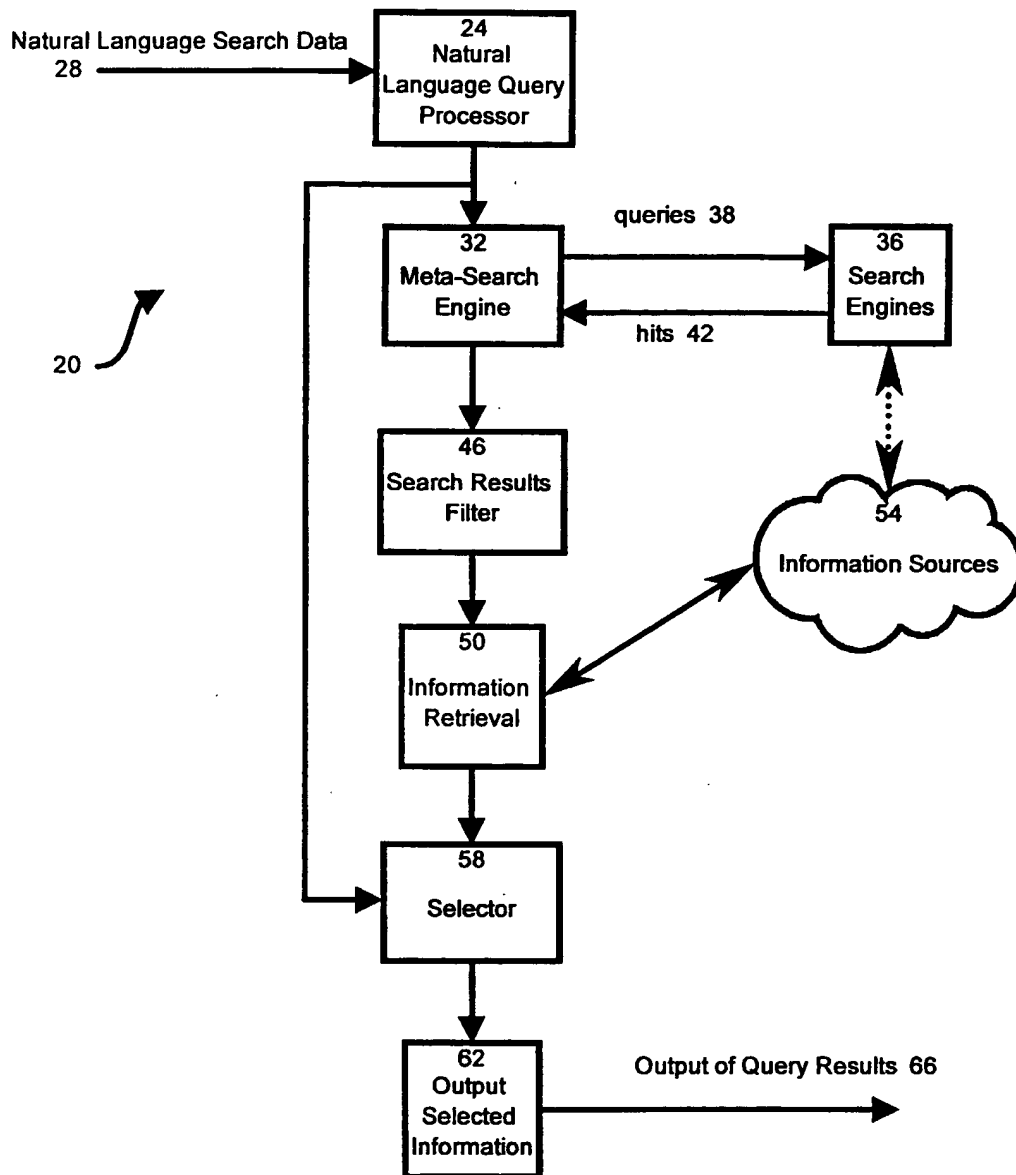 Natural Language Search Data
28
24
Natural
Language Query
Processor
queries 38
32
Meta-Search
Engine
36
Search
Engines
hits 42
20
46
Search Results
Filter
54
Information Sources
50
Information
Retrieval
58
Selector
62
Output
Selected
Information
Output of Query Results 66